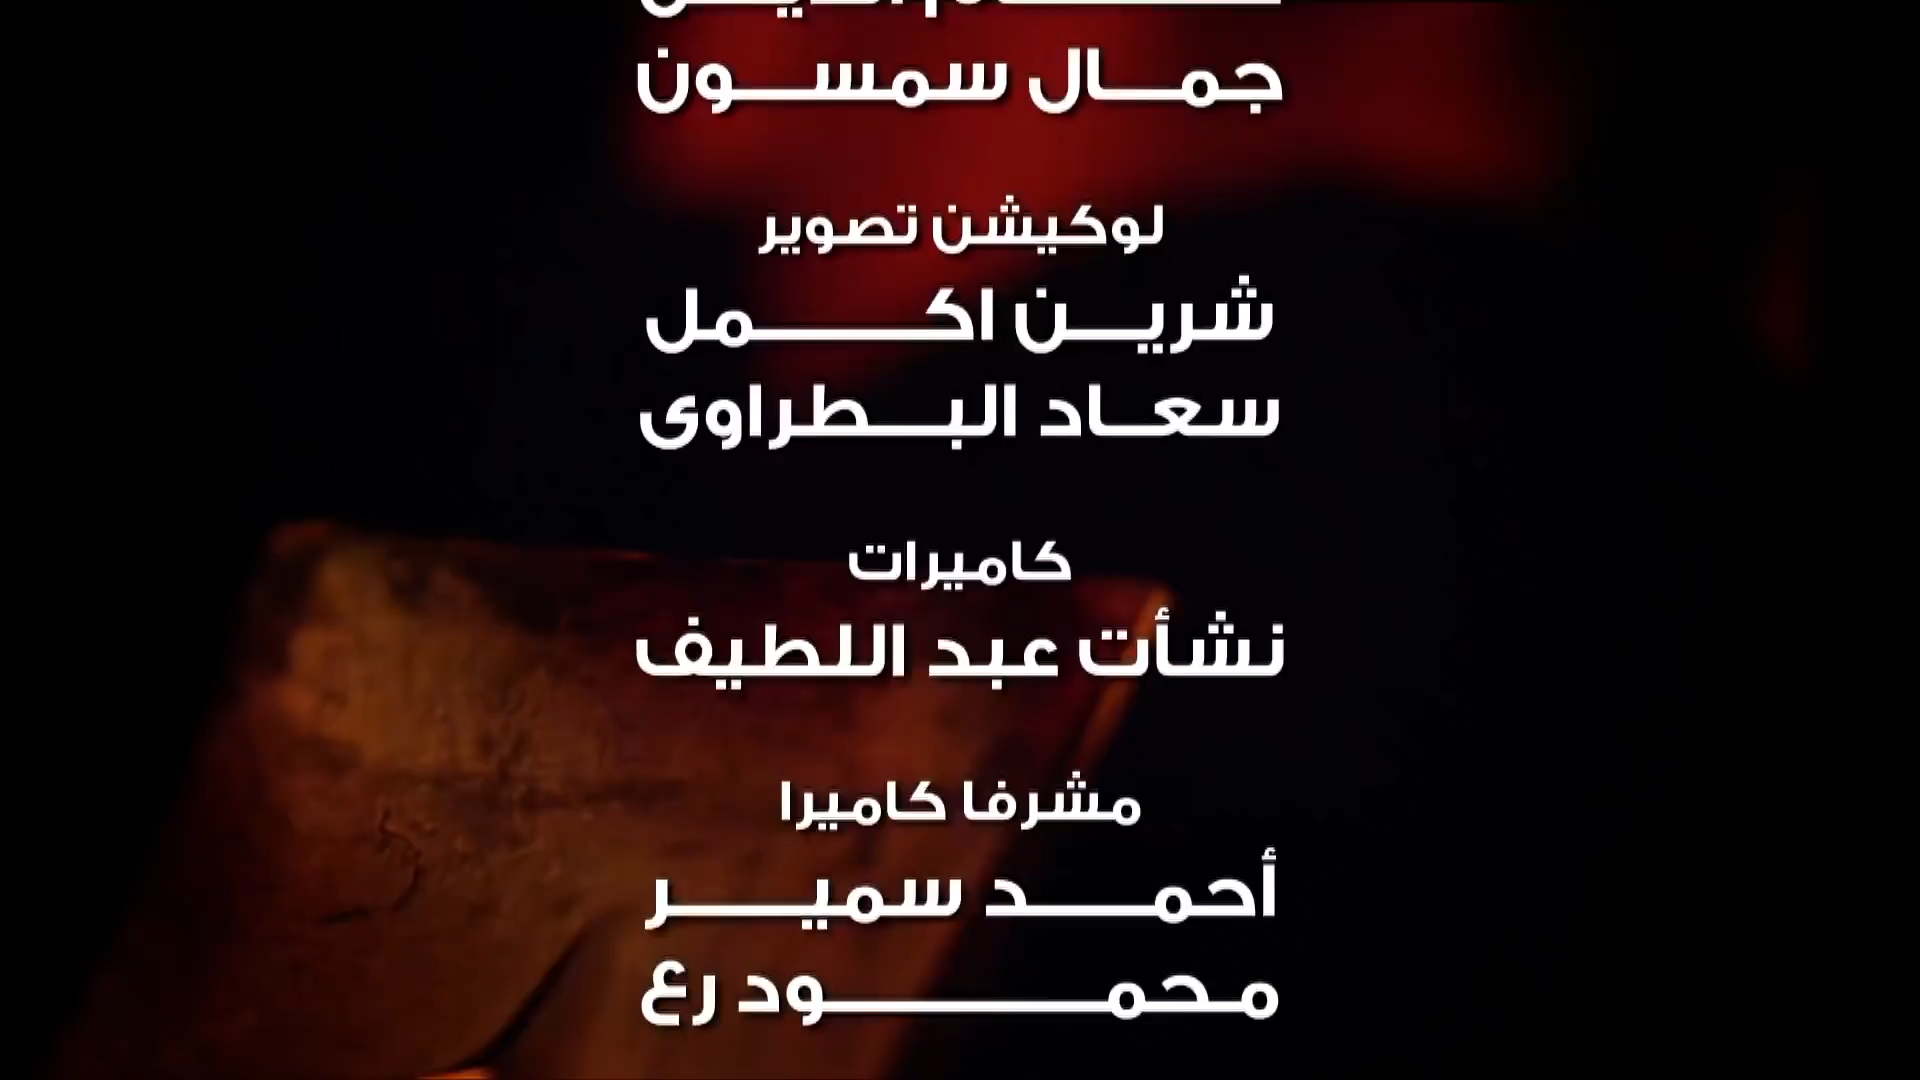 جمال سمسون
لوكيشن تصوير
شرين اكمل
سعاد البطراوى
كاميرات
نشأت عبد اللطيف
مشرفا كاميرا
أحمد سمير
محمود رع